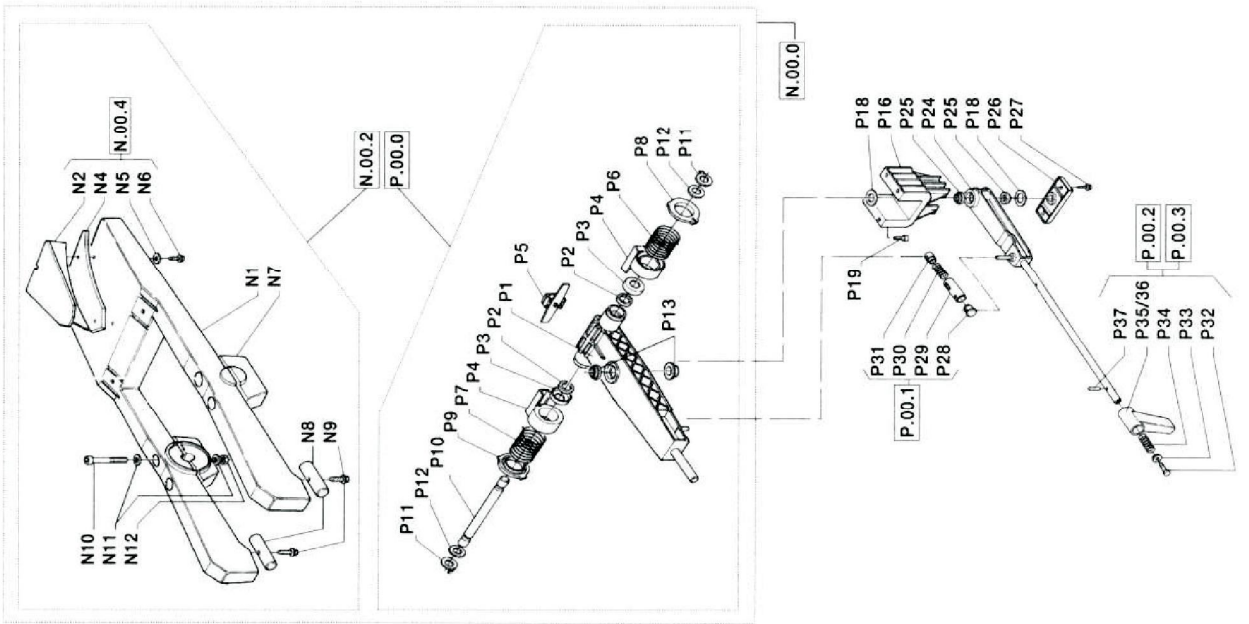 N.00.4
N2
N4
N5
N6
N1
N7
N8
N9
N10
N11
N12
N.00.2
P.00.0
N.00.0
P11
P12
P8
P6
P4
P3
P2
P5
P1
P2
P3
P4
P7
P9
P10
P12
P11
P13
P18
P16
P25
P24
P25
P18
P26
P27
P19
P31
P30
P29
P28
P.00.1
P.00.2
P.00.3
P37
P35/36
P34
P33
P32